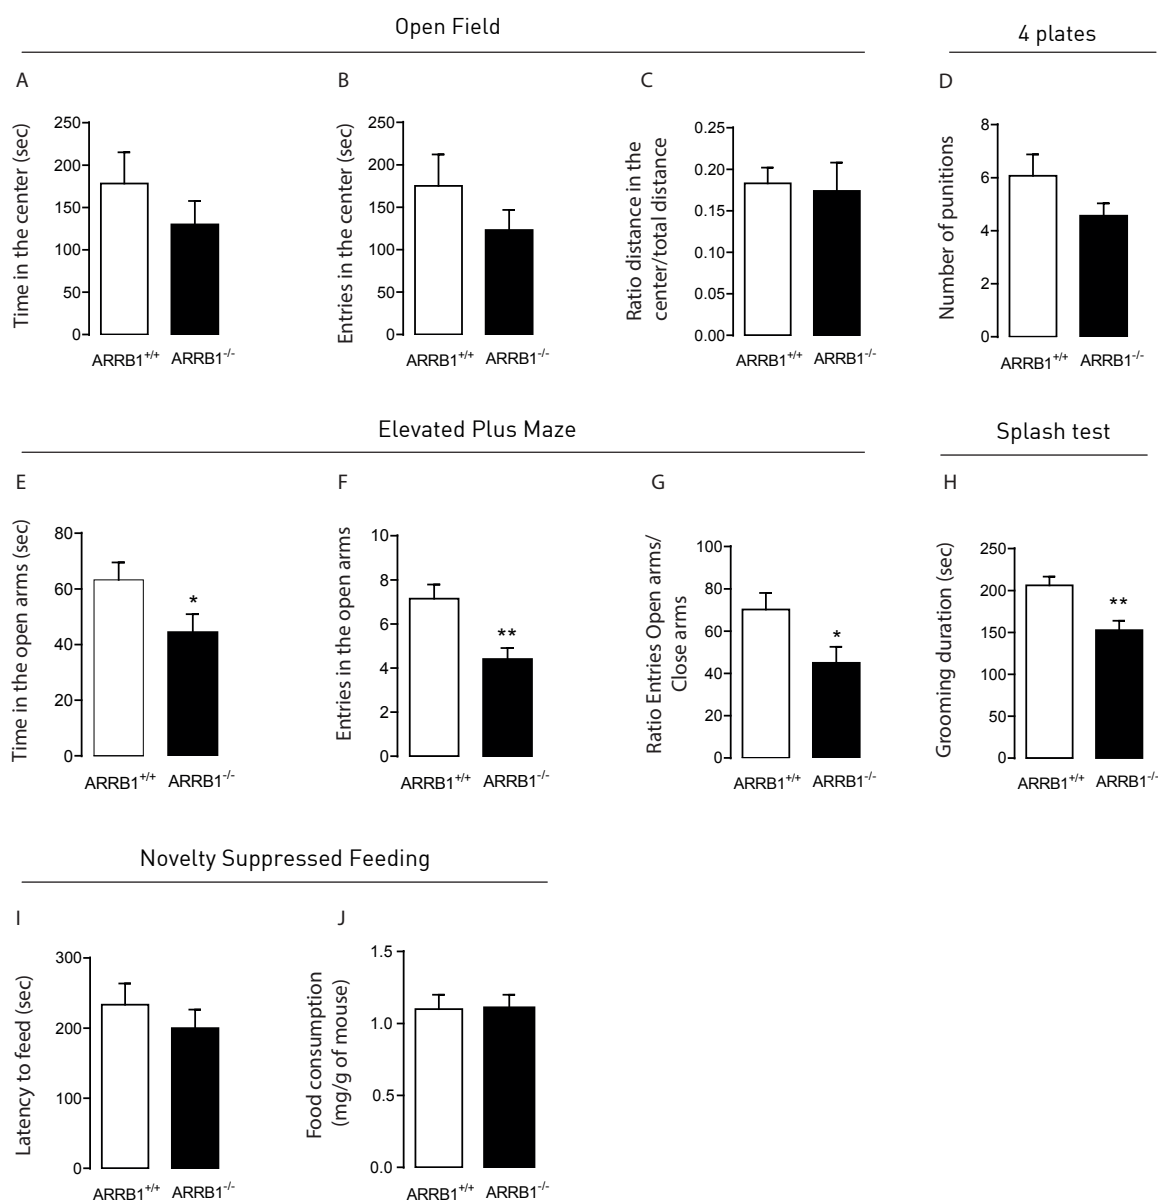 Open Field
4 plates
A
B
C
D
Time in the center (sec)
250
200
150
100
50
0
ARRB1+/+ ARRB1-/-
Entries in the center (sec)
250
200
150
100
50
0
ARRB1+/+ ARRB1-/-
Ratio distance in the
center/total distance
0.25
0.20
0.15
0.10
0.05
0.00
ARRB1+/+ ARRB1-/-
Number of punitions
8
6
4
2
0
ARRB1+/+ ARRB1-/-
Elevated Plus Maze
Splash test
E
F
G
H
Time in the open arms (sec)
80
60
40
20
0
*
ARRB1+/+ ARRB1-/-
Entries in the open arms
10
8
6
4
2
0
**
ARRB1+/+ ARRB1-/-
Ratio Entries Open arms/
Close arms
100
80
60
40
20
0
*
ARRB1+/+ ARRB1-/-
Grooming duration (sec)
250
200
150
100
50
0
**
ARRB1+/+ ARRB1-/-
Novelty Suppressed Feeding
I
J
Latency to feed (sec)
300
200
100
0
ARRB1+/+ ARRB1-/-
Food consumption
(mg/g of mouse)
1.5
1.0
0.5
0.0
ARRB1+/+ ARRB1-/-